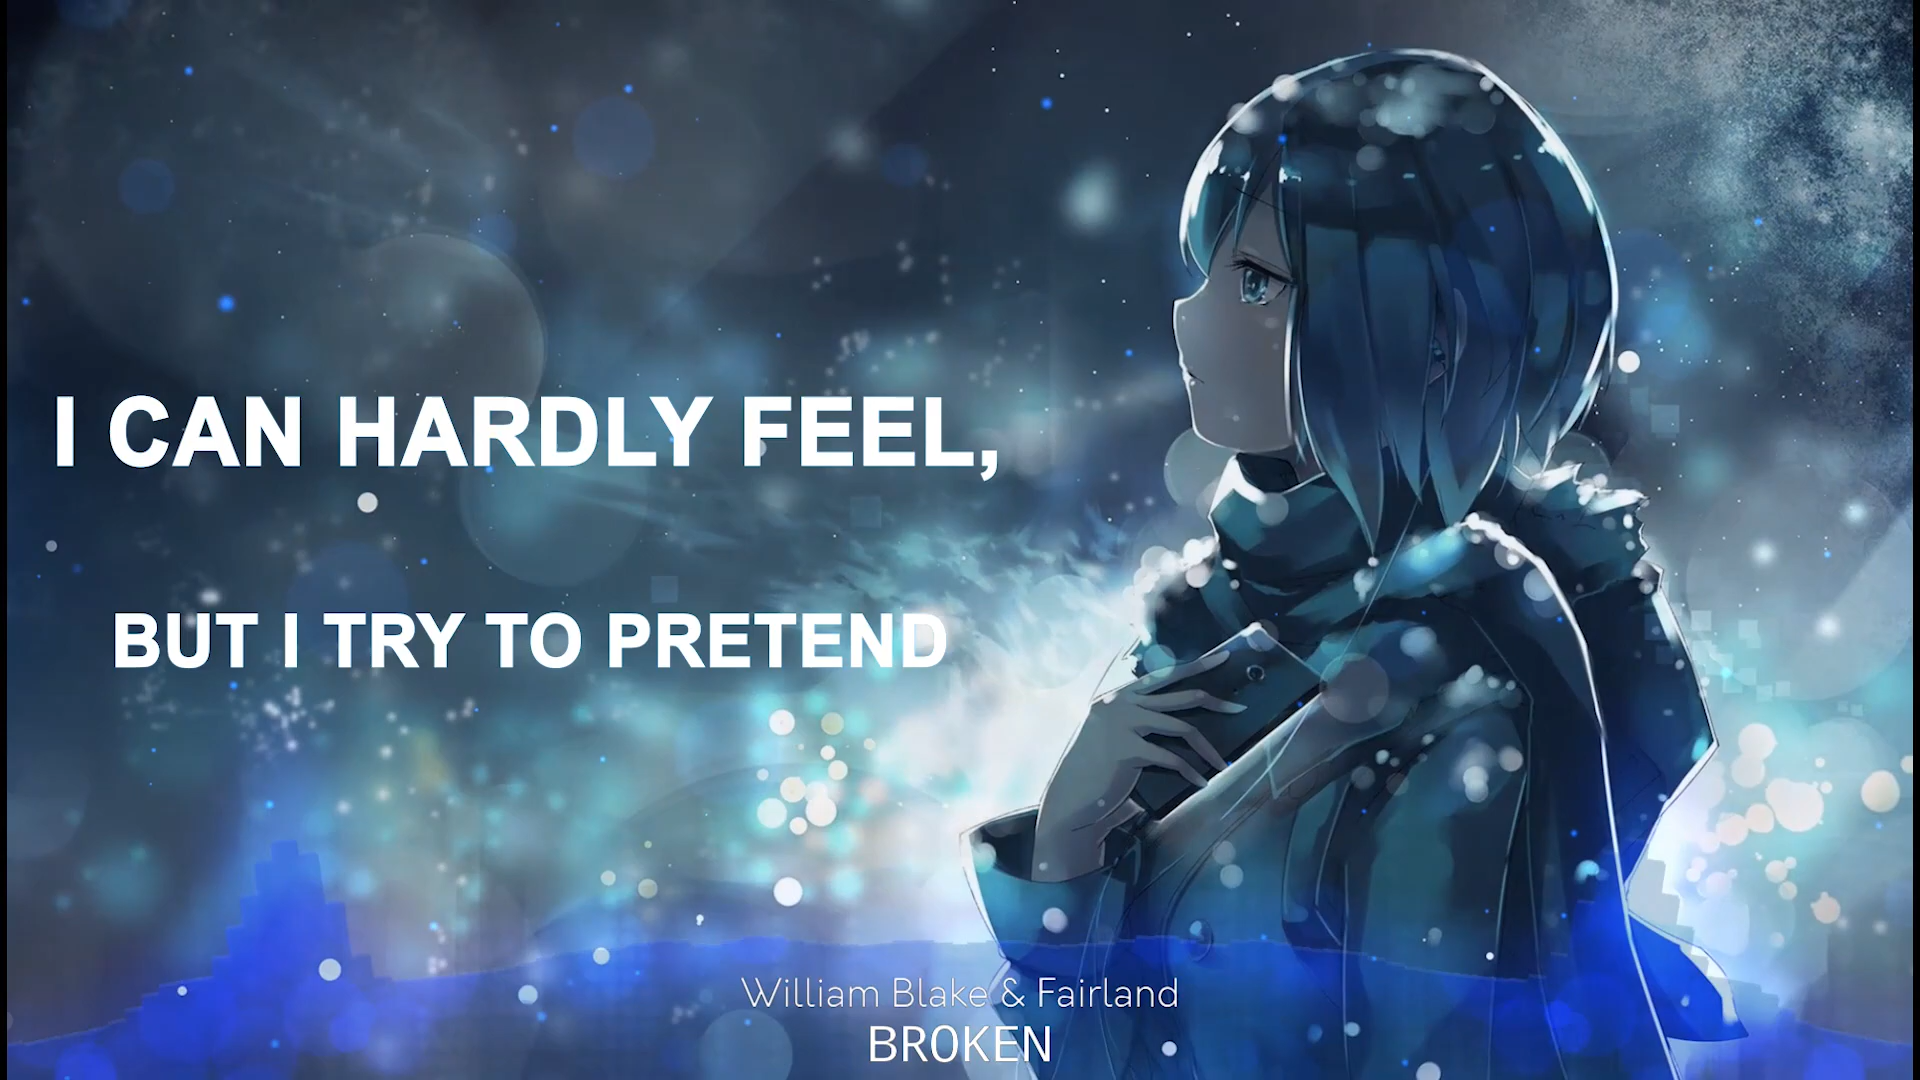 I CAN HARDLY FEEL,
BUT I TRY TO PRETEND
William Blake & Fairland
BROKEN